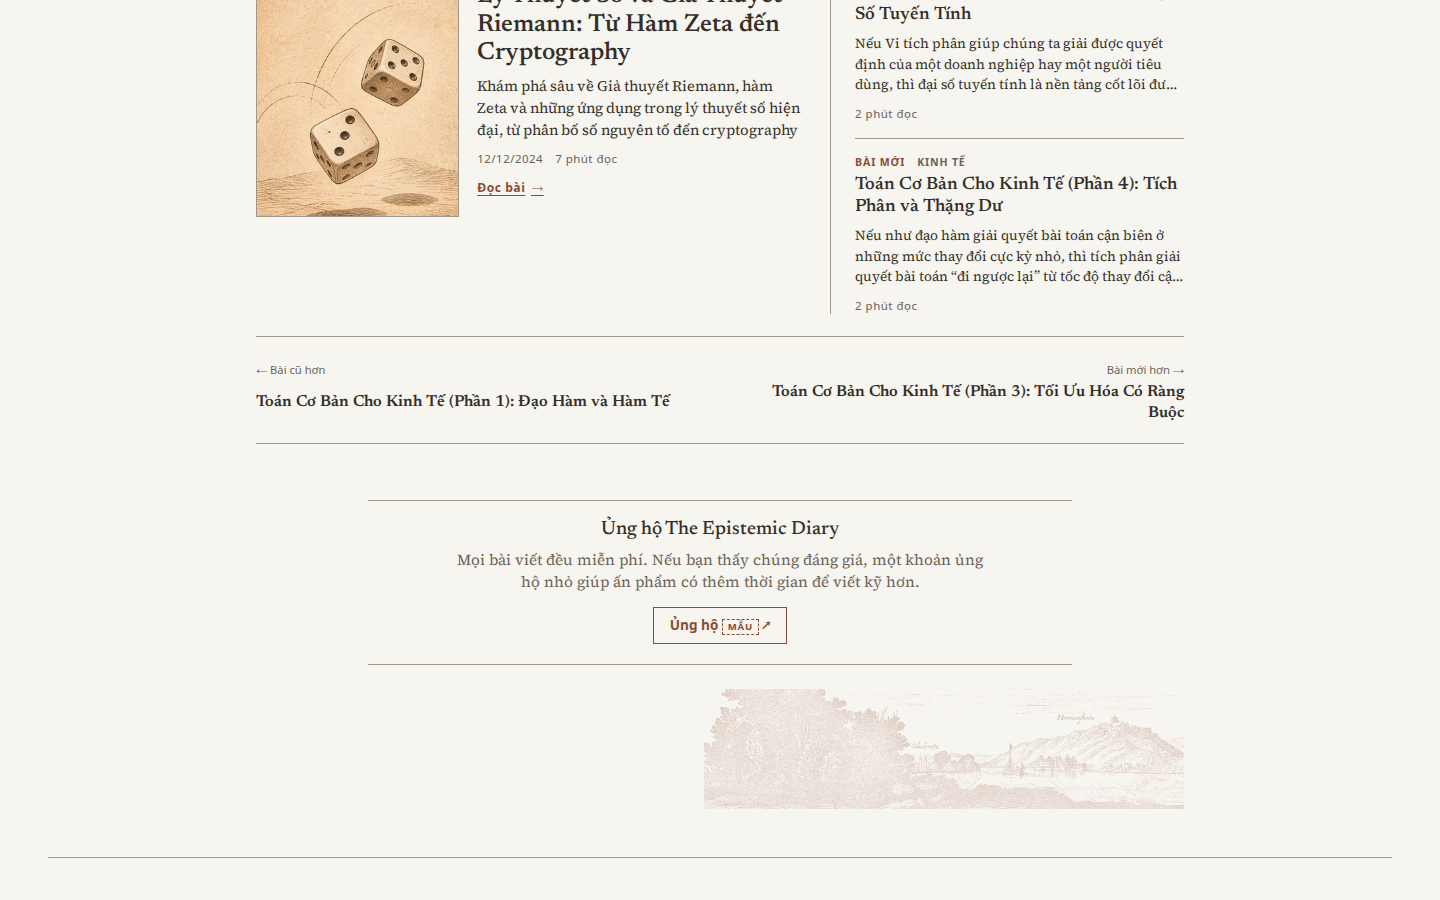 Riemann: Từ Hàm Zeta đến
Cryptography
Khám phá sâu về Giả thuyết Riemann, hàm
Zeta và những ứng dụng trong lý thuyết số hiện
đại, từ phân bố số nguyên tố đến cryptography
12/12/2024 7 phút đọc
Đọc bài →
Số Tuyến Tính
Nếu Vi tích phân giúp chúng ta giải được quyết
định của một doanh nghiệp hay một người tiêu
dùng, thì đại số tuyến tính là nền tảng cốt lõi đư...
2 phút đọc
BÀI MỚI KINH TẾ
Toán Cơ Bản Cho Kinh Tế (Phần 4): Tích
Phân và Thặng Dư
Nếu như đạo hàm giải quyết bài toán cận biên ở
những mức thay đổi cực kỳ nhỏ, thì tích phân giải
quyết bài toán “đi ngược lại” từ tốc độ thay đổi cậ...
2 phút đọc
← Bài cũ hơn
Toán Cơ Bản Cho Kinh Tế (Phần 1): Đạo Hàm và Hàm Tế
Bài mới hơn →
Toán Cơ Bản Cho Kinh Tế (Phần 3): Tối Ưu Hóa Có Ràng
Buộc
Ủng hộ The Epistemic Diary
Mọi bài viết đều miễn phí. Nếu bạn thấy chúng đáng giá, một khoản ủng
hộ nhỏ giúp ấn phẩm có thêm thời gian để viết kỹ hơn.
Ủng hộ MẪU ↗